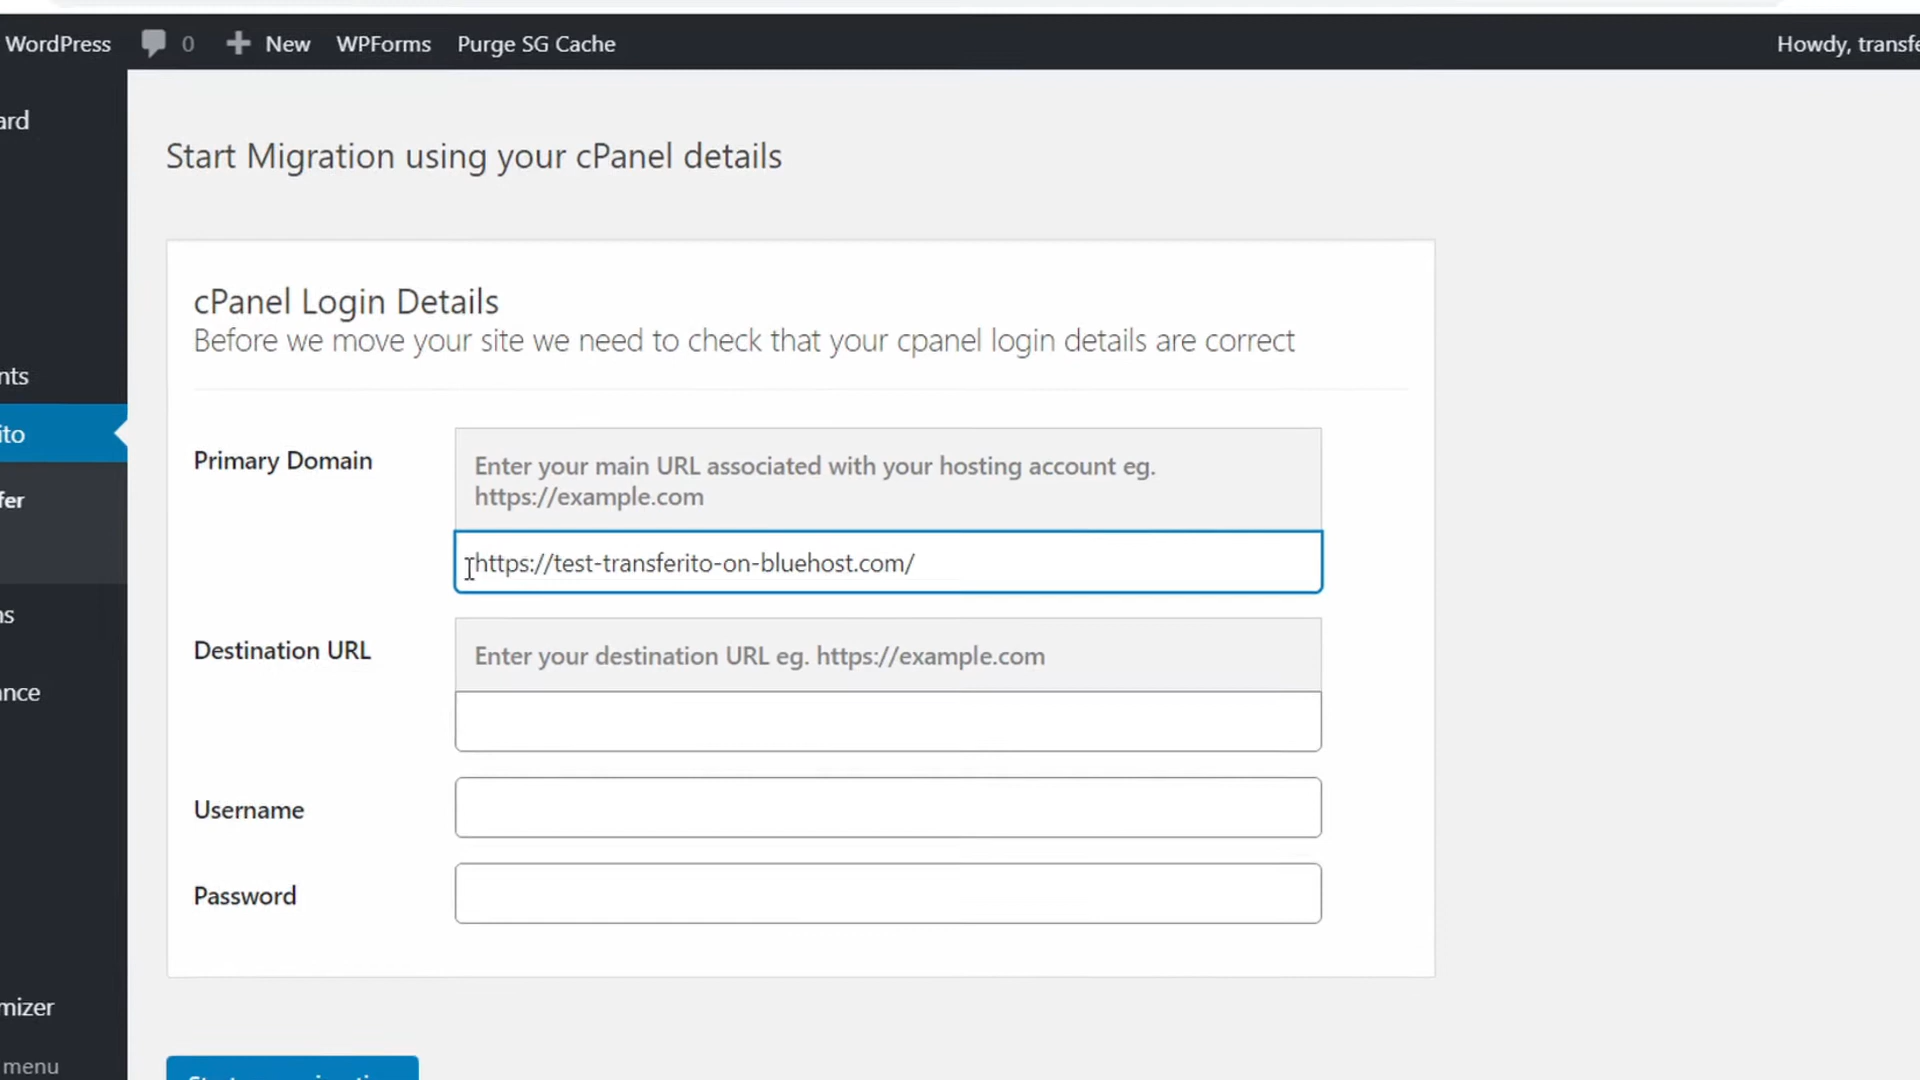 WordPress 0 New WPForms Purge SG Cache Howdy, transfe
ard
Start Migration using your cPanel details
cPanel Login Details
Before we move your site we need to check that your cpanel login details are correct
nts
ito
Primary Domain
Enter your main URL associated with your hosting account eg.
https://example.com
fer
https://test-transferito-on-bluehost.com/
ns
Destination URL
Enter your destination URL eg. https://example.com
ance
Username
Password
mizer
menu